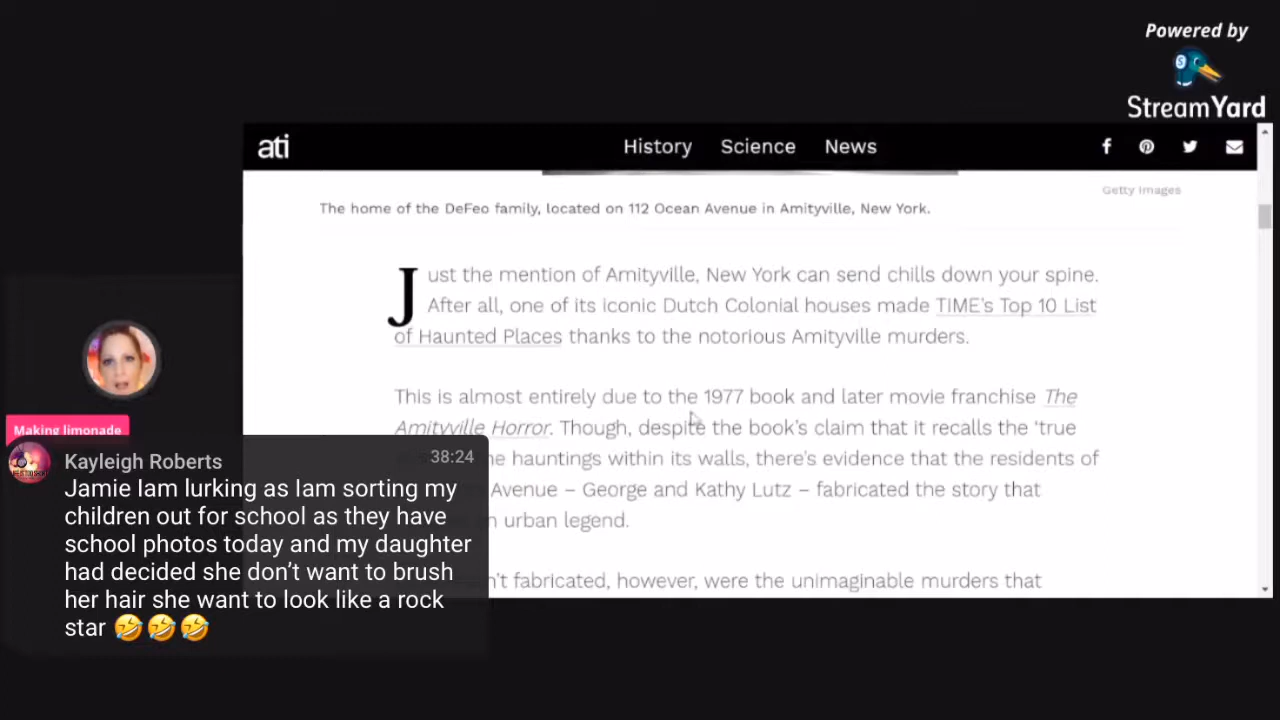 Powered by
StreamYard
ati
History Science News
Getty Images
The home of the DeFeo family, located on 112 Ocean Avenue in Amityville, New York.
Just the mention of Amityville, New York can send chills down your spine.
After all, one of its iconic Dutch Colonial houses made TIME's Top 10 List
of Haunted Places thanks to the notorious Amityville murders.
This is almost entirely due to the 1977 book and later movie franchise The
Amityville Horror. Though, despite the book's claim that it recalls the 'true
he hauntings within its walls, there's evidence that the residents of
Avenue – George and Kathy Lutz – fabricated the story that
n urban legend.
n't fabricated, however, were the unimaginable murders that
Making limonade
Kayleigh Roberts 38:24
Jamie Iam lurking as Iam sorting my
children out for school as they have
school photos today and my daughter
had decided she don't want to brush
her hair she want to look like a rock
star 🤣🤣🤣